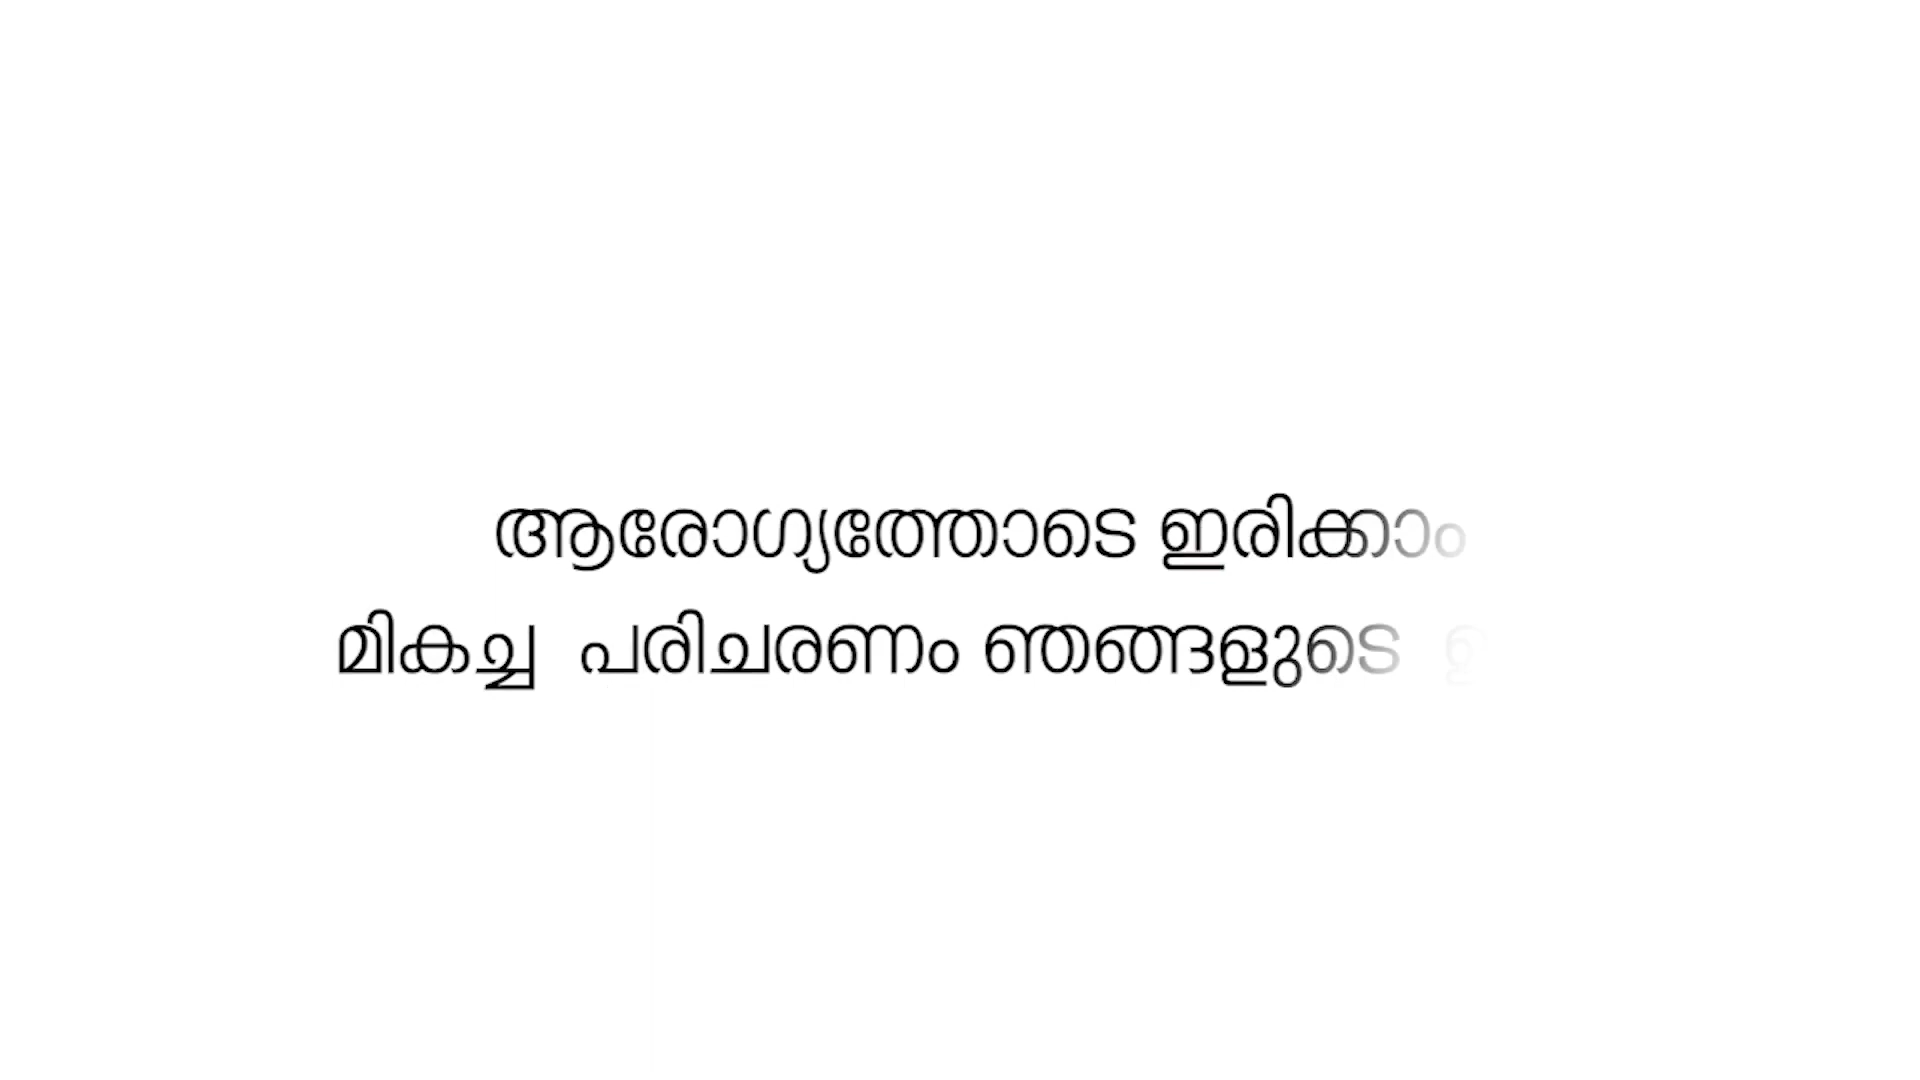 ആരോഗ്യത്തോടെ ഇരിക്കാം
മികച്ച പരിചരണം ഞങ്ങളുടെ